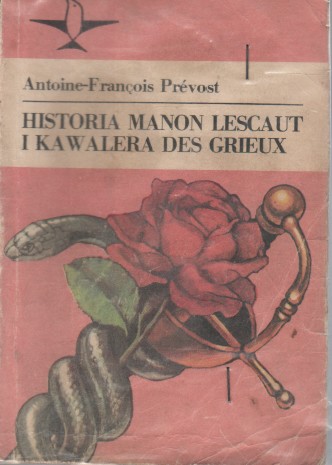 Antoine-François Prévost
HISTORIA MANON LESCAUT
I KAWALERA DES GRIEUX